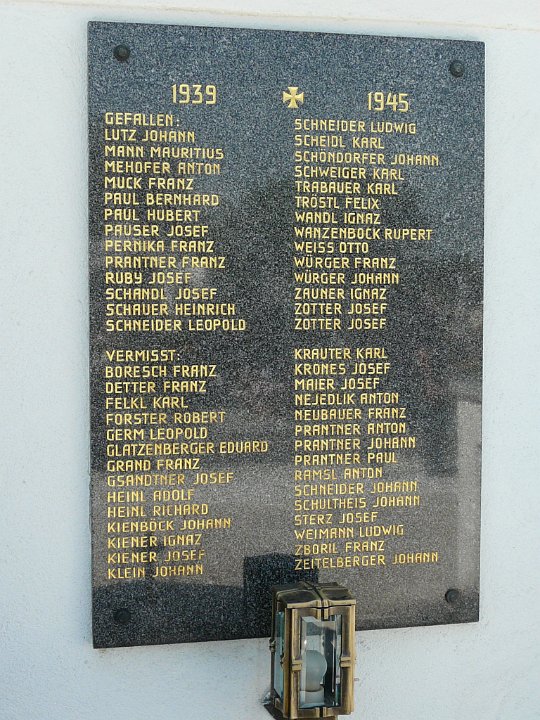 1939 1945
GEFALLEN:
LUTZ JOHANN
MANN MAURITIUS
MEHOFER ANTON
MUCK FRANZ
PAUL BERNHARD
PAUL HUBERT
PAUSER JOSEF
PERNIKA FRANZ
PRANTNER FRANZ
RUBY JOSEF
SCHANDL JOSEF
SCHAUER HEINRICH
SCHNEIDER LEOPOLD
SCHNEIDER LUDWIG
SCHEIDL KARL
SCHÖNDORFER JOHANN
SCHWEIGER KARL
TRABAUER KARL
TRÖSTL FELIX
WANDL IGNAZ
WANZENBÖCK RUPERT
WEISS OTTO
WÜRGER FRANZ
WÜRGER JOHANN
ZAUNER IGNAZ
ZOTTER JOSEF
ZOTTER JOSEF
VERMISST:
BORESCH FRANZ
DETTER FRANZ
FELKL KARL
FÖRSTER ROBERT
GERM LEOPOLD
GLATZENBERGER EDUARD
GRAND FRANZ
GSANDTNER JOSEF
HEINL ADOLF
HEINL RICHARD
KIENBÖCK JOHANN
KIENER IGNAZ
KIENER JOSEF
KLEIN JOHANN
KRAUTER KARL
KRONES JOSEF
MAIER JOSEF
NEJEDLIK ANTON
NEUBAUER FRANZ
PRANTNER ANTON
PRANTNER JOHANN
PRANTNER PAUL
RAMSL ANTON
SCHNEIDER JOHANN
SCHULTHEIS JOHANN
STERZ JOSEF
WEIMANN LUDWIG
ZBORIL FRANZ
ZEITELBERGER JOHANN